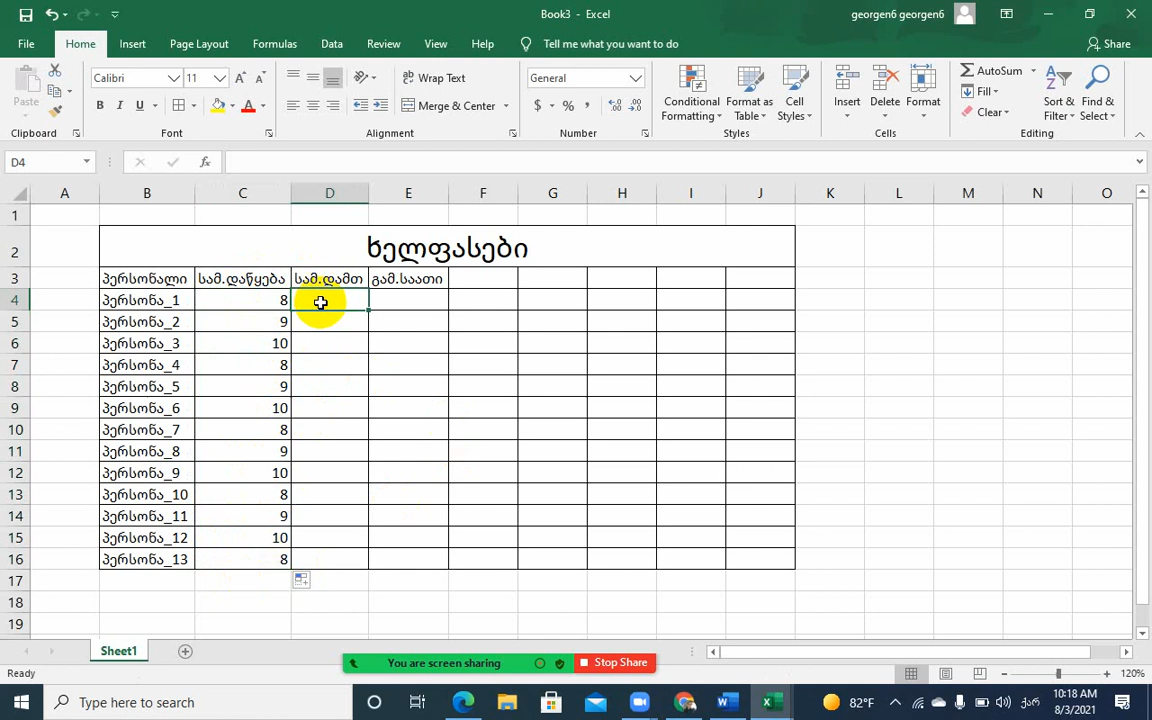 Book3 - Excel
georgen6 georgen6
File Home Insert Page Layout Formulas Data Review View Help Tell me what you want to do Share
Paste
Clipboard
Calibri 11
B I U
Font
Wrap Text
Merge & Center
Alignment
General
$ % ,
Number
Conditional Formatting
Format as Table
Cell Styles
Styles
Insert Delete Format
Cells
AutoSum
Fill
Clear
Sort & Filter
Find & Select
Editing
D4 fx
A B C D E F G H I J K L M N O
1
2 ხელფასები
3 პერსონალი სამ.დაწყება სამ.დამთ გამ.საათი
4 პერსონა_1 8
5 პერსონა_2 9
6 პერსონა_3 10
7 პერსონა_4 8
8 პერსონა_5 9
9 პერსონა_6 10
10 პერსონა_7 8
11 პერსონა_8 9
12 პერსონა_9 10
13 პერსონა_10 8
14 პერსონა_11 9
15 პერსონა_12 10
16 პერსონა_13 8
17
18
19
Sheet1
You are screen sharing Stop Share
Ready 120%
Type here to search
82°F
ქარ
10:18 AM
8/3/2021